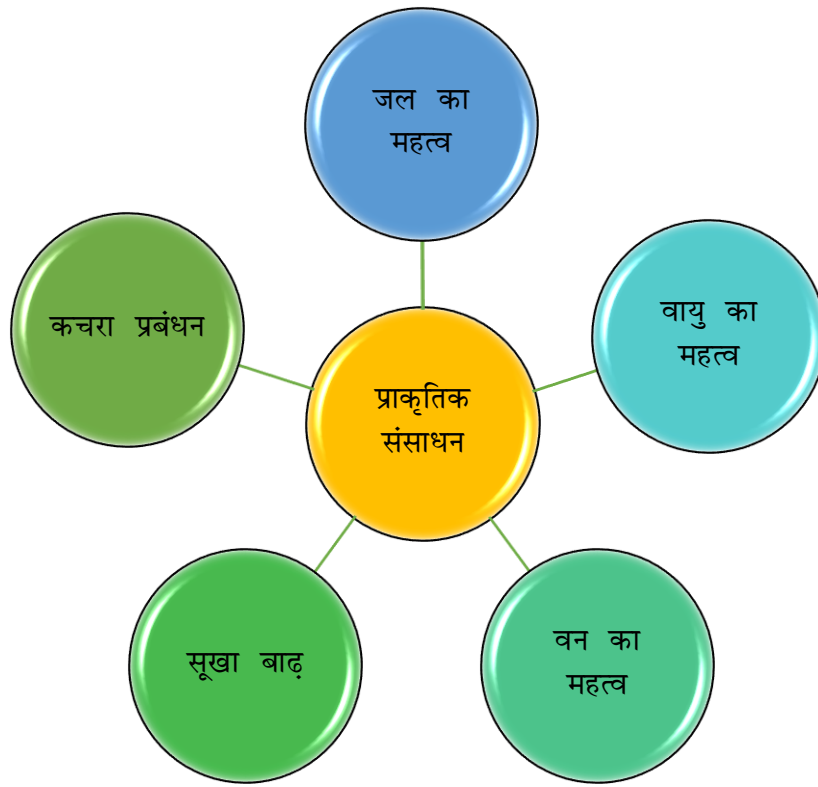 जल का
महत्व
कचरा प्रबंधन
वायु का
महत्व
प्राकृतिक
संसाधन
सूखा बाढ़
वन का
महत्व